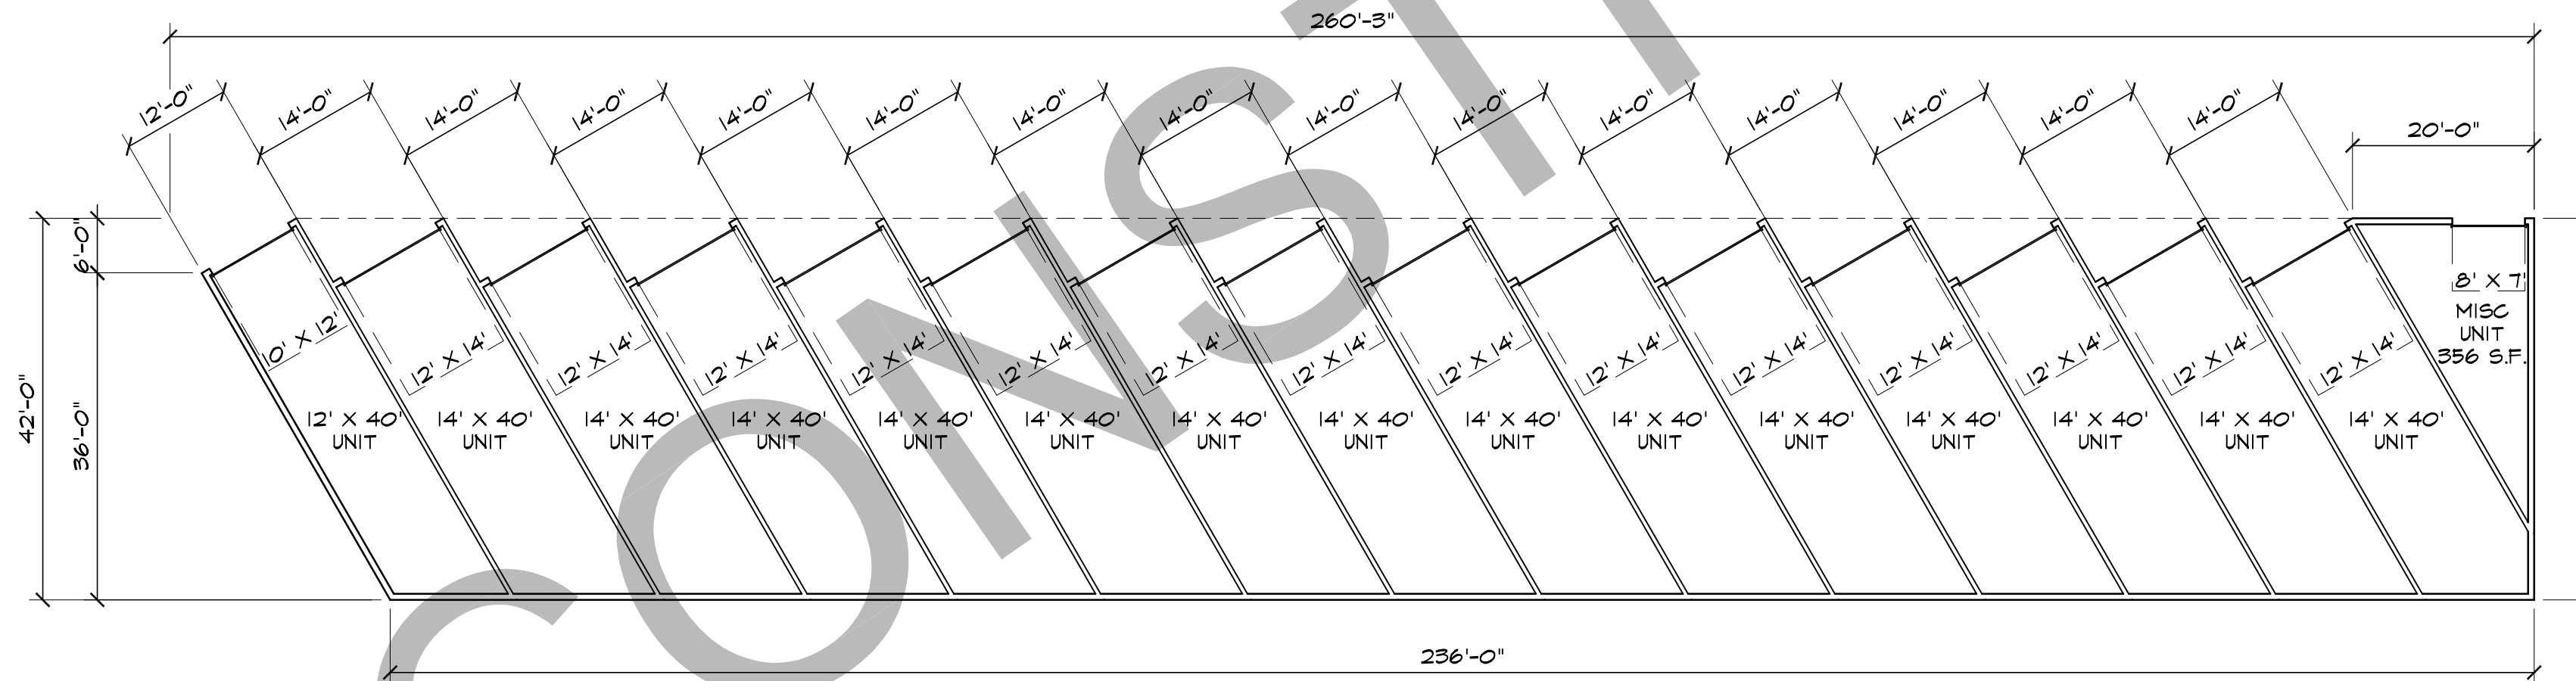 260'-3"
12'-0"
14'-0"
14'-0"
14'-0"
14'-0"
14'-0"
14'-0"
14'-0"
14'-0"
14'-0"
14'-0"
14'-0"
14'-0"
14'-0"
14'-0"
20'-0"
6'-0"
36'-0"
42'-0"
10' X 12'
12' X 14'
12' X 14'
12' X 14'
12' X 14'
12' X 14'
12' X 14'
12' X 14'
12' X 14'
12' X 14'
12' X 14'
12' X 14'
12' X 14'
12' X 14'
12' X 14'
8' X 7'
MISC
UNIT
356 S.F.
12' X 40'
UNIT
14' X 40'
UNIT
14' X 40'
UNIT
14' X 40'
UNIT
14' X 40'
UNIT
14' X 40'
UNIT
14' X 40'
UNIT
14' X 40'
UNIT
14' X 40'
UNIT
14' X 40'
UNIT
14' X 40'
UNIT
14' X 40'
UNIT
14' X 40'
UNIT
14' X 40'
UNIT
14' X 40'
UNIT
236'-0"
CONST